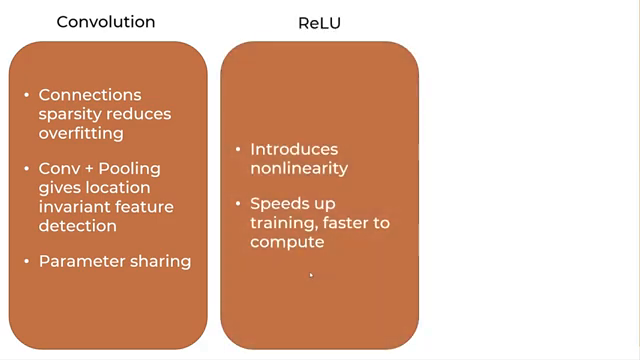 Convolution
• Connections
sparsity reduces
overfitting
• Conv + Pooling
gives location
invariant feature
detection
• Parameter sharing
ReLU
• Introduces
nonlinearity
• Speeds up
training, faster to
compute